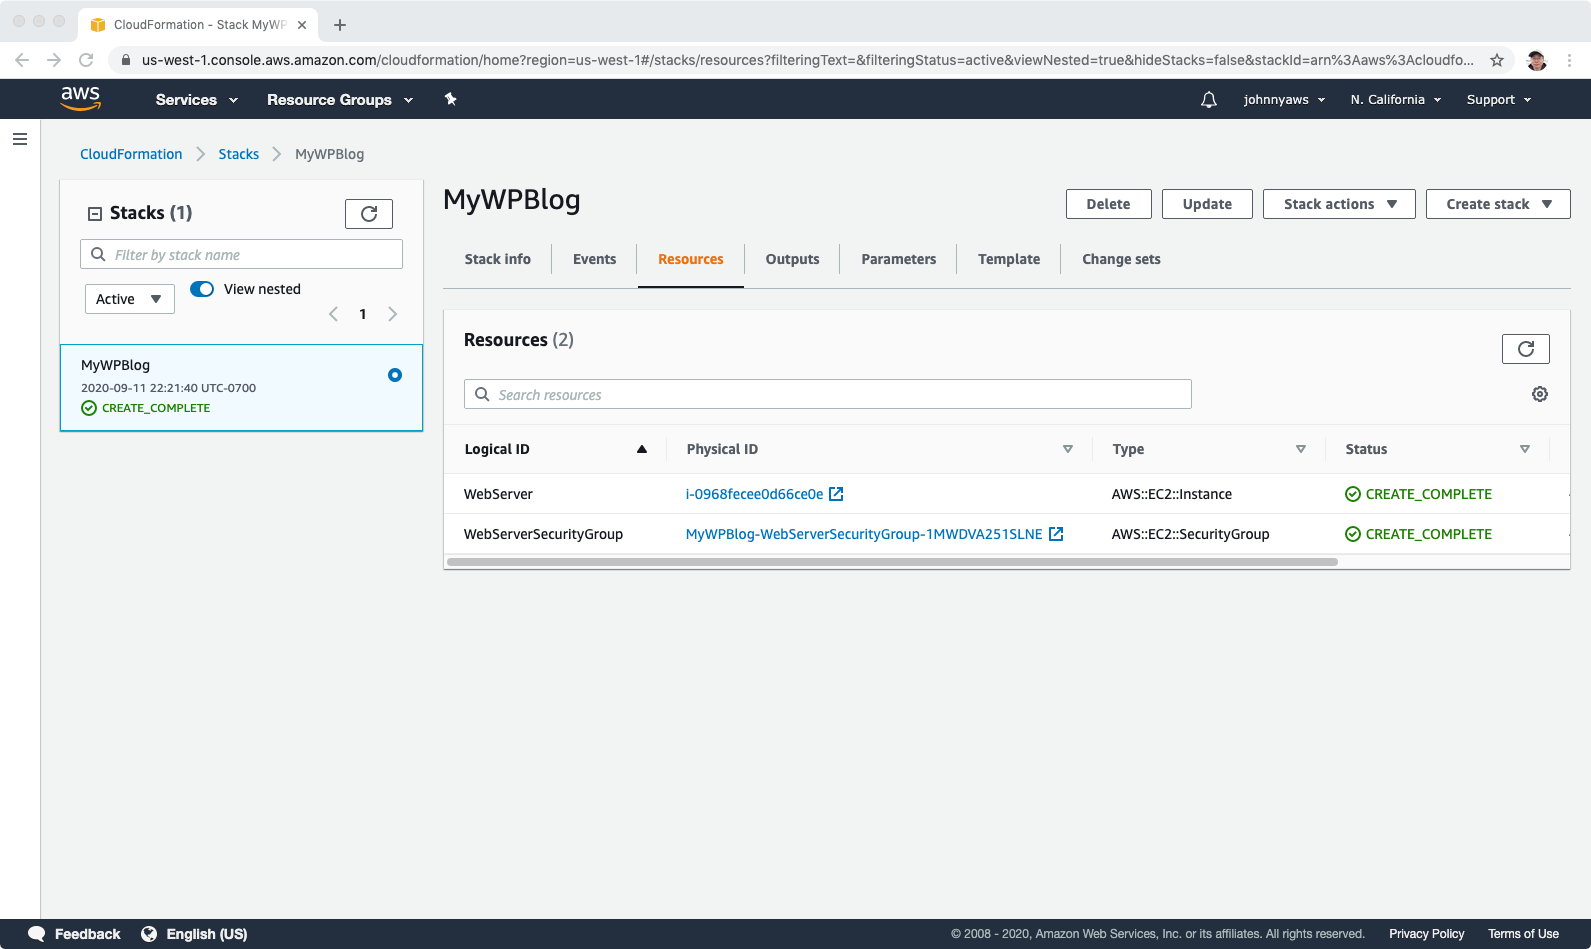 CloudFormation - Stack MyWP
us-west-1.console.aws.amazon.com/cloudformation/home?region=us-west-1#/stacks/resources?filteringText=&filteringStatus=active&viewNested=true&hideStacks=false&stackId=arn%3Aaws%3Acloudfo...
aws Services Resource Groups johnnyaws N. California Support
CloudFormation Stacks MyWPBlog
Stacks (1)
Filter by stack name
Active View nested
1
MyWPBlog
2020-09-11 22:21:40 UTC-0700
CREATE_COMPLETE
MyWPBlog
Delete Update Stack actions Create stack
Stack info Events Resources Outputs Parameters Template Change sets
Resources (2)
Search resources
Logical ID Physical ID Type Status
WebServer i-0968fecee0d66ce0e AWS::EC2::Instance CREATE_COMPLETE
WebServerSecurityGroup MyWPBlog-WebServerSecurityGroup-1MWDVA251SLNE AWS::EC2::SecurityGroup CREATE_COMPLETE
Feedback English (US) © 2008 - 2020, Amazon Web Services, Inc. or its affiliates. All rights reserved. Privacy Policy Terms of Use